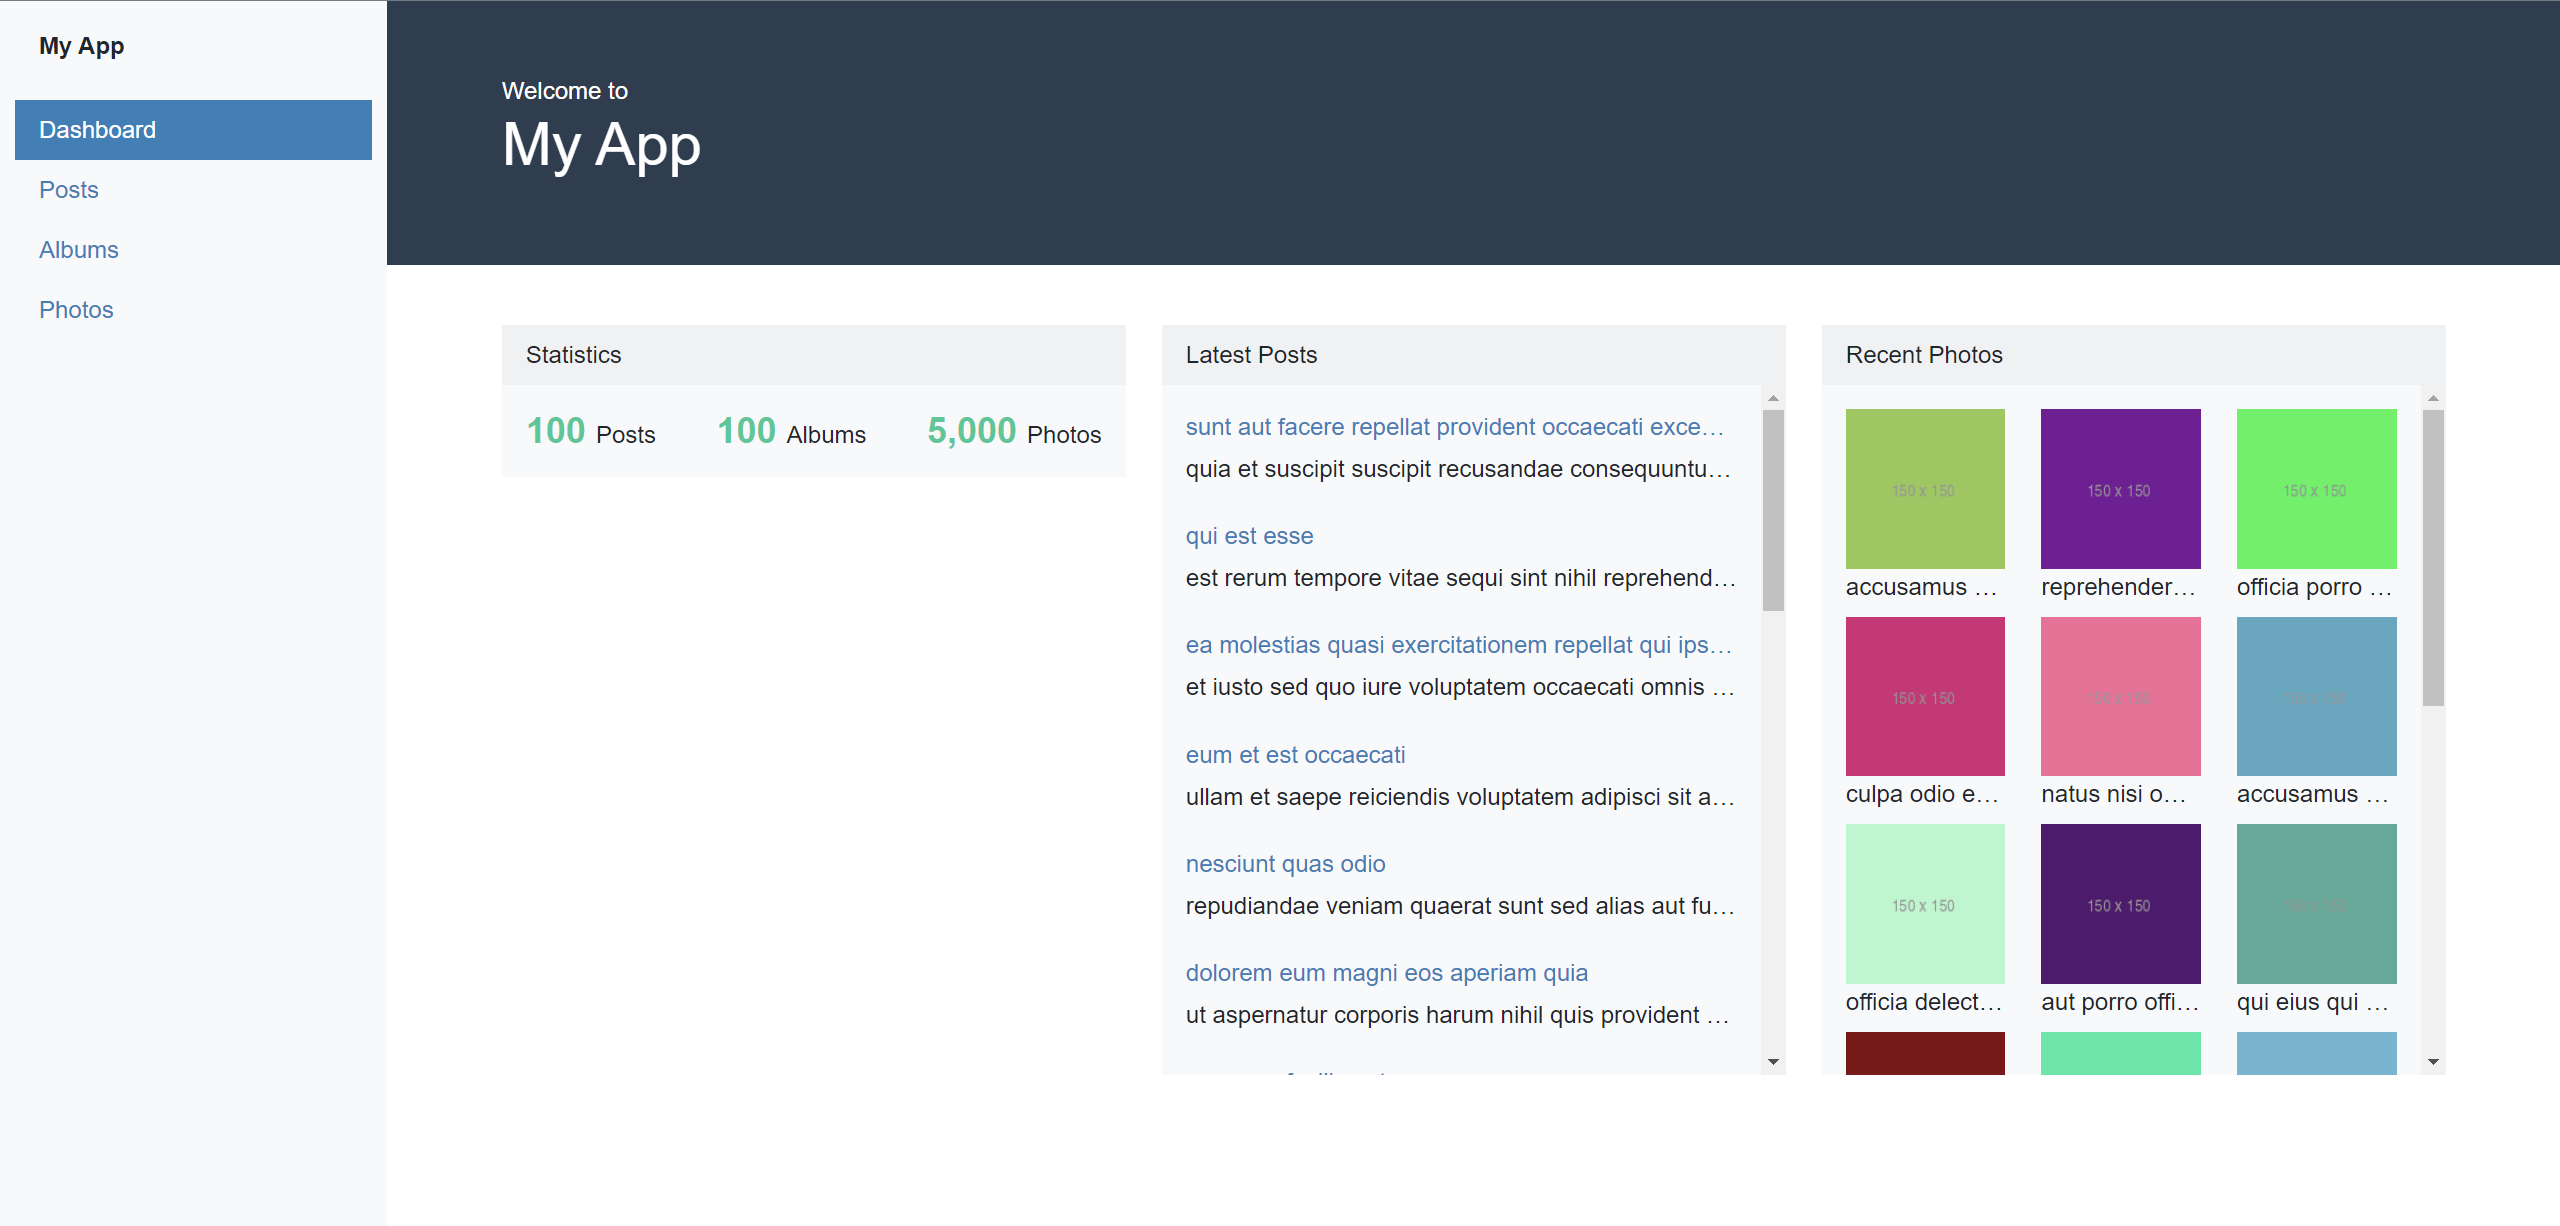 My App
Dashboard
Posts
Albums
Photos
Welcome to
My App
Statistics
100 Posts 100 Albums 5,000 Photos
Latest Posts
sunt aut facere repellat provident occaecati exce…
quia et suscipit suscipit recusandae consequuntu…
qui est esse
est rerum tempore vitae sequi sint nihil reprehend…
ea molestias quasi exercitationem repellat qui ips…
et iusto sed quo iure voluptatem occaecati omnis …
eum et est occaecati
ullam et saepe reiciendis voluptatem adipisci sit a…
nesciunt quas odio
repudiandae veniam quaerat sunt sed alias aut fu…
dolorem eum magni eos aperiam quia
ut aspernatur corporis harum nihil quis provident …
Recent Photos
150 x 150 150 x 150 150 x 150
accusamus … reprehender… officia porro …
150 x 150 150 x 150 150 x 150
culpa odio e… natus nisi o… accusamus …
150 x 150 150 x 150 150 x 150
officia delect… aut porro offi… qui eius qui …